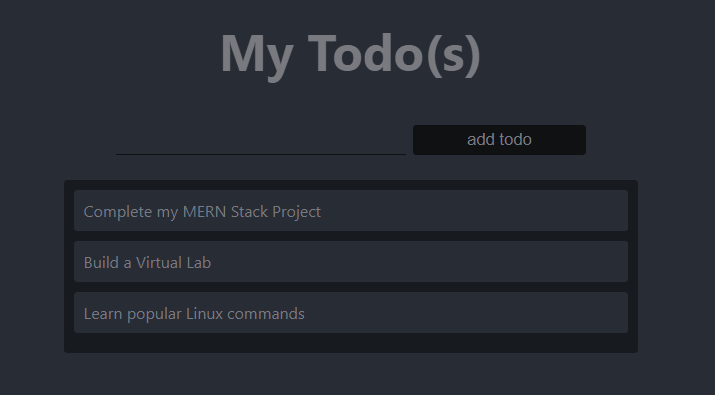 My Todo(s)
add todo
Complete my MERN Stack Project
Build a Virtual Lab
Learn popular Linux commands